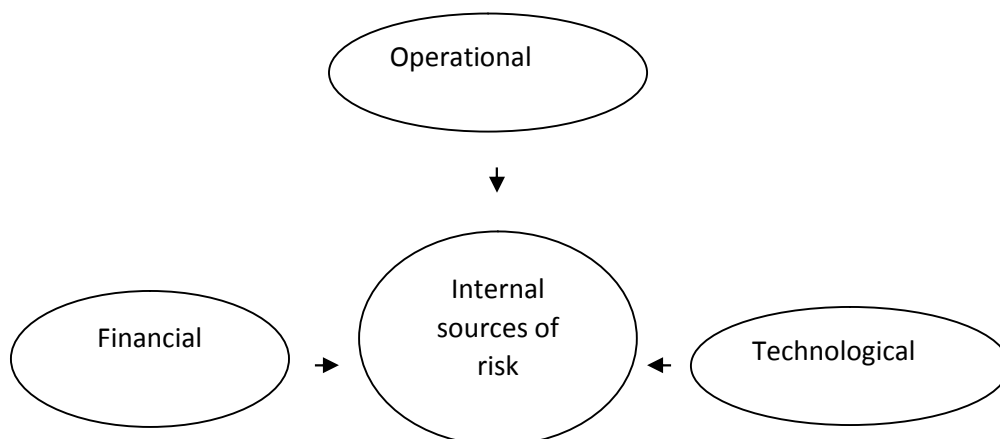 Operational
Internal
sources of
risk
Financial
Technological